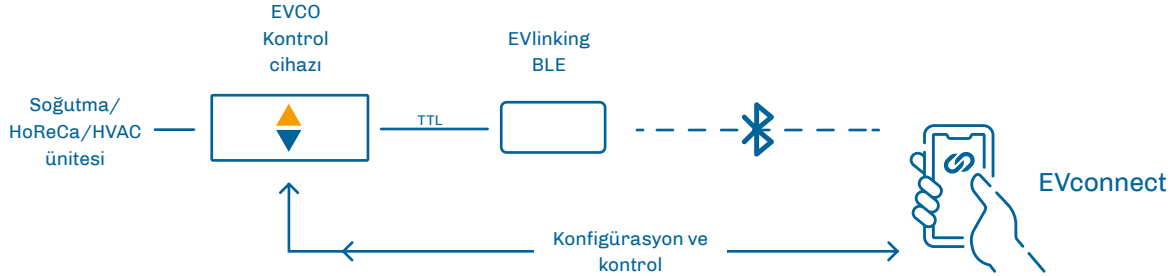 EVCO
Kontrol
cihazı
EVlinking
BLE
Soğutma/
HoReCa/HVAC
ünitesi
TTL
EVconnect
Konfigürasyon ve
kontrol